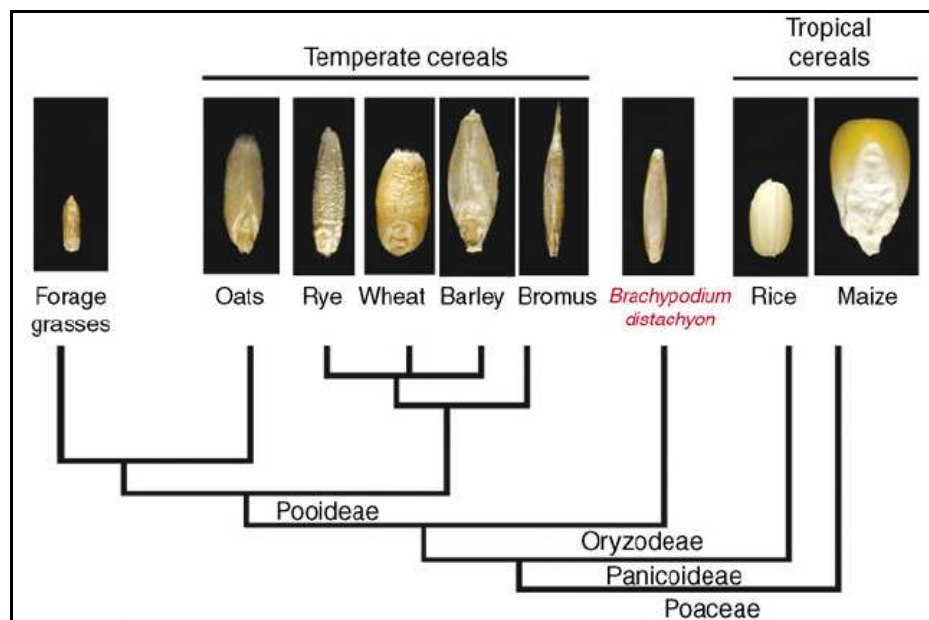 Temperate cereals
Tropical
cereals
Forage
grasses
Oats
Rye
Wheat
Barley
Bromus
Brachypodium
distachyon
Rice
Maize
Pooideae
Oryzodeae
Panicoideae
Poaceae